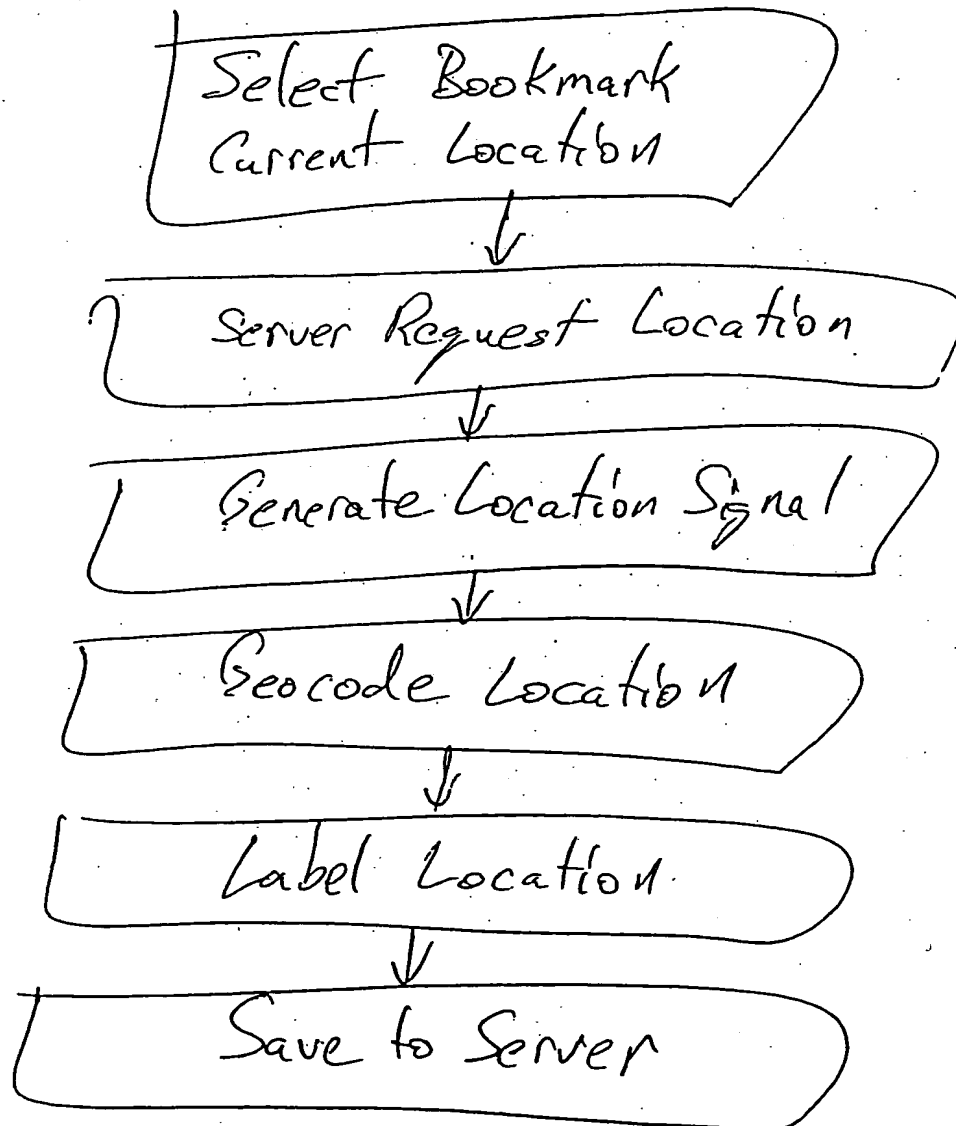 Select Bookmark
Current Location
Server Request Location
Generate Location Signal
Geocode Location
Label Location
Save to Server